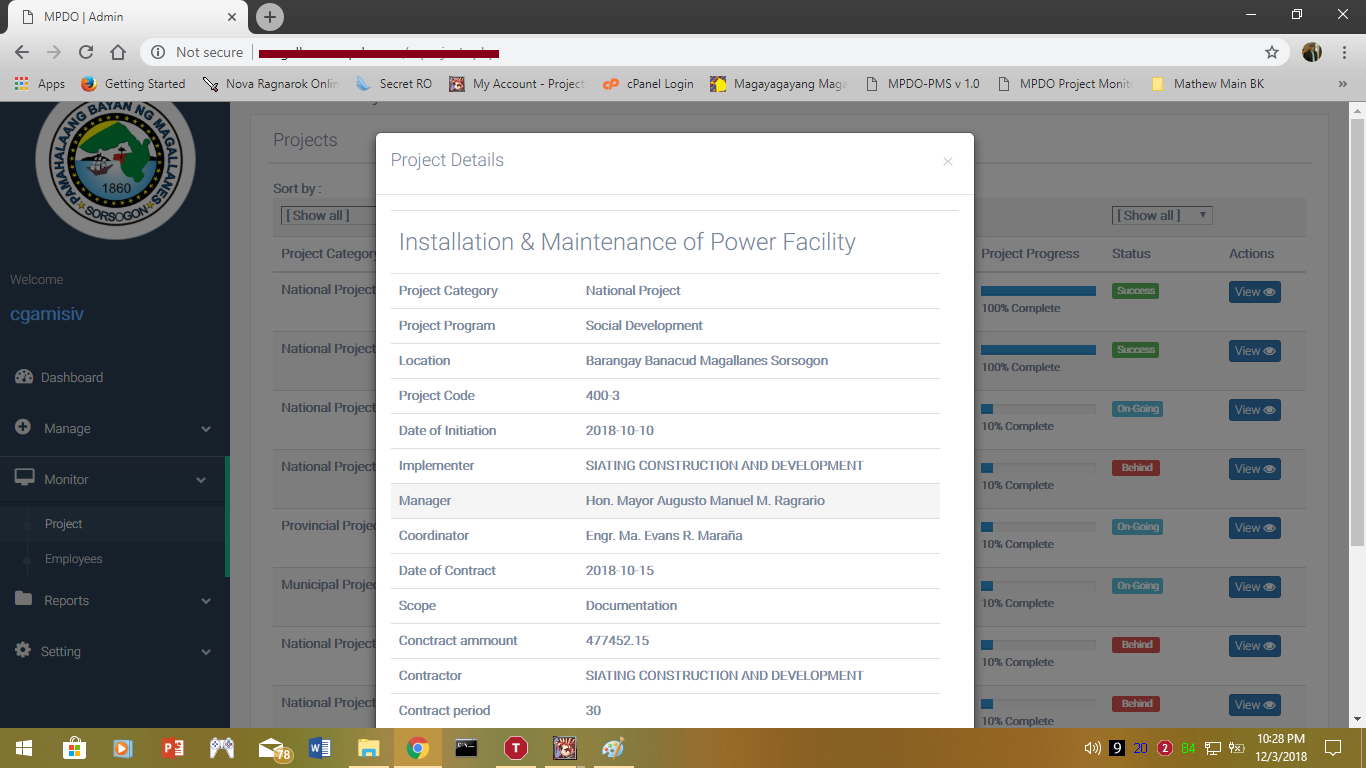 MPDO | Admin
Not secure
Apps
Getting Started
Nova Ragnarok Onlin
Secret RO
My Account - Project
cPanel Login
Magayagayang Maga
MPDO-PMS v 1.0
MPDO Project Monit
Mathew Main BK
PAMAHALAANG BAYAN NG MAGALLANES
1860
SORSOGON
Welcome
cgamisiv
Dashboard
Manage
Monitor
Project
Employees
Reports
Setting
Projects
Sort by :
[ Show all ]
[ Show all ]
Project Category
Project Progress
Status
Actions
National Project
100% Complete
Success
View
National Project
100% Complete
Success
View
National Project
10% Complete
On-Going
View
National Project
10% Complete
Behind
View
Provincial Proje
10% Complete
On-Going
View
Municipal Proje
10% Complete
On-Going
View
National Project
10% Complete
Behind
View
National Project
10% Complete
Behind
View
Project Details
×
Installation & Maintenance of Power Facility
Project Category National Project
Project Program Social Development
Location Barangay Banacud Magallanes Sorsogon
Project Code 400-3
Date of Initiation 2018-10-10
Implementer SIATING CONSTRUCTION AND DEVELOPMENT
Manager Hon. Mayor Augusto Manuel M. Ragrario
Coordinator Engr. Ma. Evans R. Maraña
Date of Contract 2018-10-15
Scope Documentation
Conctract ammount 477452.15
Contractor SIATING CONSTRUCTION AND DEVELOPMENT
Contract period 30
78
9
20
2
84
10:28 PM
12/3/2018